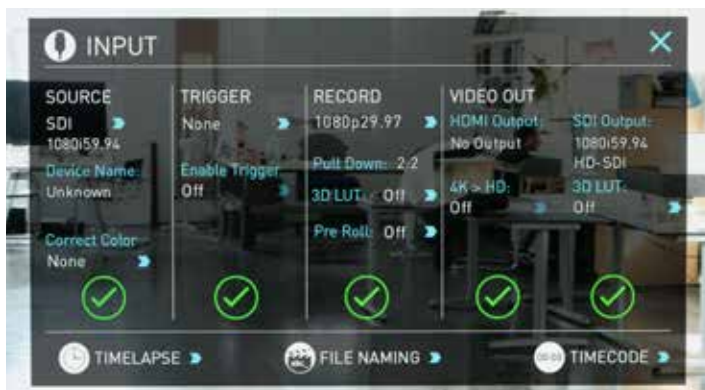 INPUT
SOURCE
SDI
1080i59.94
Device Name:
Unknown
Correct Color
None
TRIGGER
None
Enable Trigger
Off
RECORD
1080p29.97
Pull Down: 2:2
3D LUT: Off
Pre Roll: Off
VIDEO OUT
HDMI Output:
No Output
4K > HD:
Off
SDI Output:
1080i59.94
HD-SDI
3D LUT:
Off
TIMELAPSE
FILE NAMING
00:00 TIMECODE